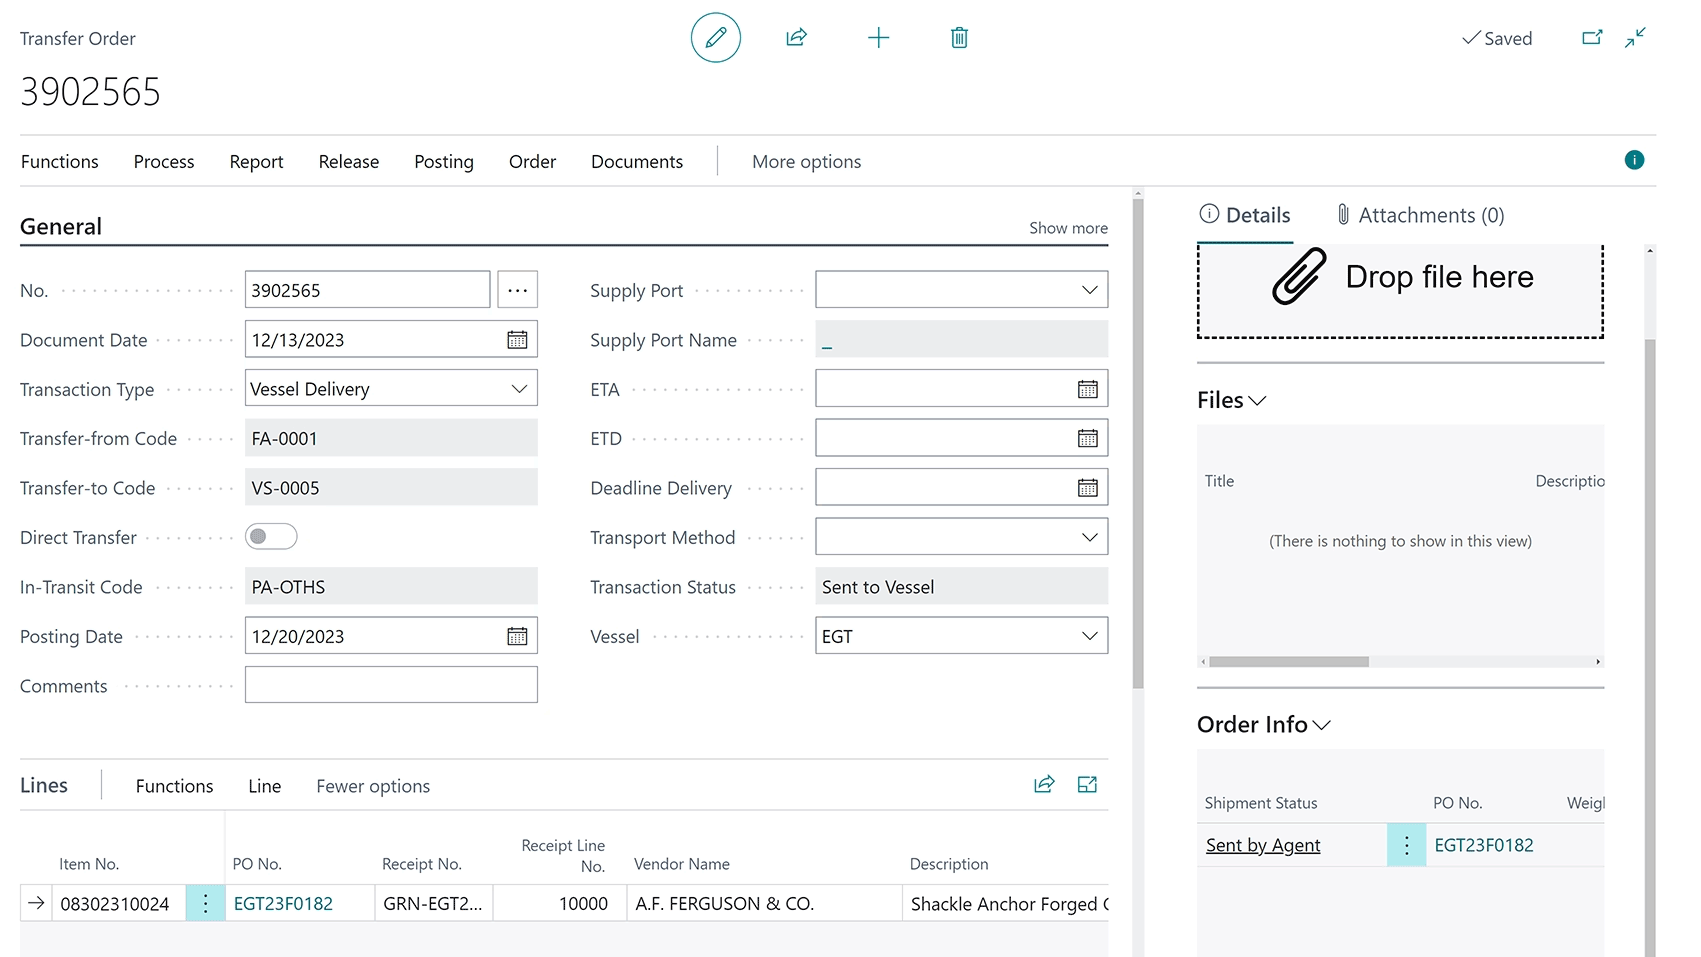 Transfer Order
Saved
3902565
Functions Process Report Release Posting Order Documents More options
General
Show more
No. 3902565
Document Date 12/13/2023
Transaction Type Vessel Delivery
Transfer-from Code FA-0001
Transfer-to Code VS-0005
Direct Transfer
In-Transit Code PA-OTHS
Posting Date 12/20/2023
Comments
Supply Port
Supply Port Name _
ETA
ETD
Deadline Delivery
Transport Method
Transaction Status Sent to Vessel
Vessel EGT
Lines Functions Line Fewer options
Item No. PO No. Receipt No. Receipt Line No. Vendor Name Description
08302310024 EGT23F0182 GRN-EGT2... 10000 A.F. FERGUSON & CO. Shackle Anchor Forged
Details Attachments (0)
Drop file here
Files
Title Descriptio
(There is nothing to show in this view)
Order Info
Shipment Status PO No. Weigh
Sent by Agent EGT23F0182